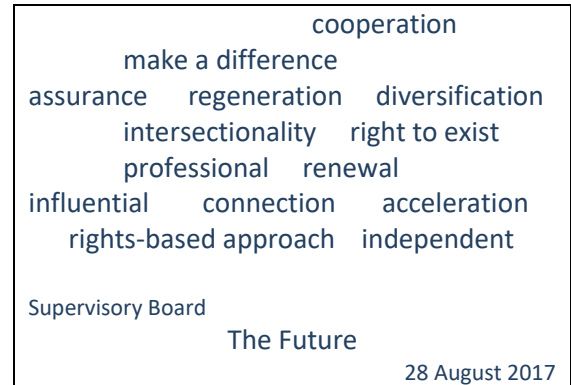 cooperation
make a difference
assurance regeneration diversification
intersectionality right to exist
professional renewal
influential connection acceleration
rights-based approach independent
Supervisory Board
The Future
28 August 2017